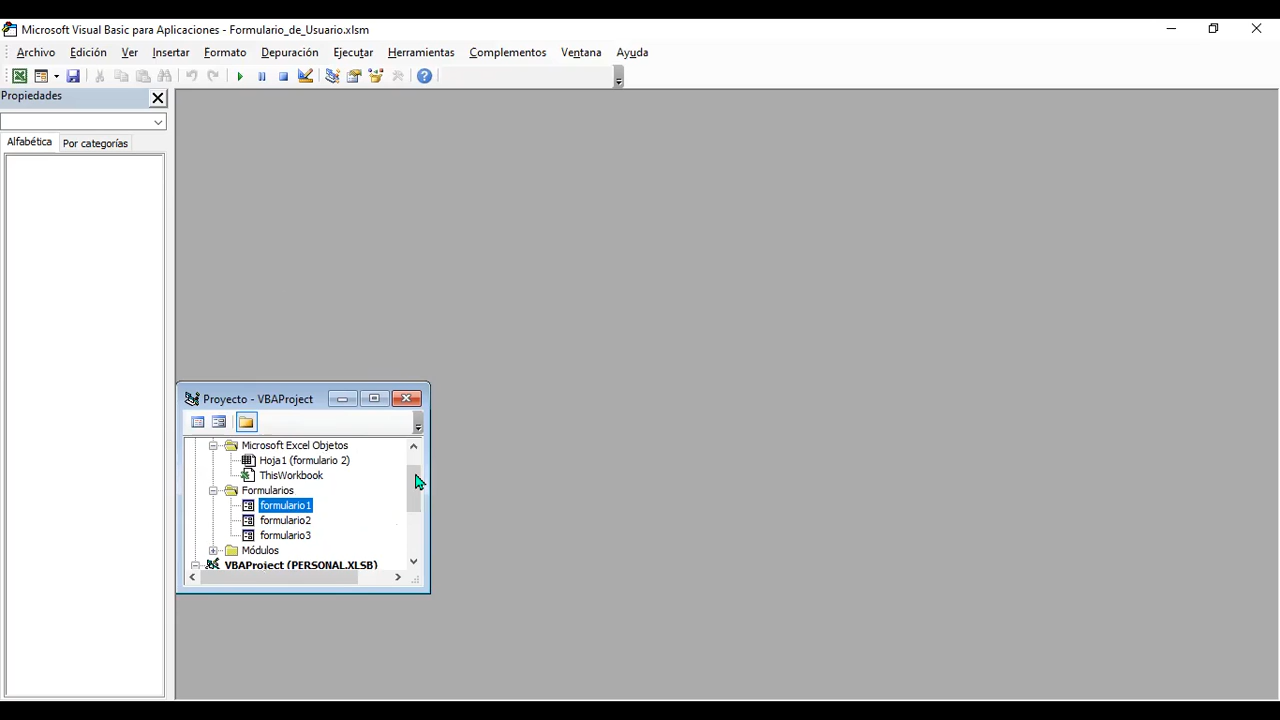 Microsoft Visual Basic para Aplicaciones - Formulario_de_Usuario.xlsm
Archivo Edición Ver Insertar Formato Depuración Ejecutar Herramientas Complementos Ventana Ayuda
Propiedades
Alfabética Por categorías
Proyecto - VBAProject
Microsoft Excel Objetos
Hoja1 (formulario 2)
ThisWorkbook
Formularios
formulario1
formulario2
formulario3
Módulos
VBAProject (PERSONAL.XLSB)